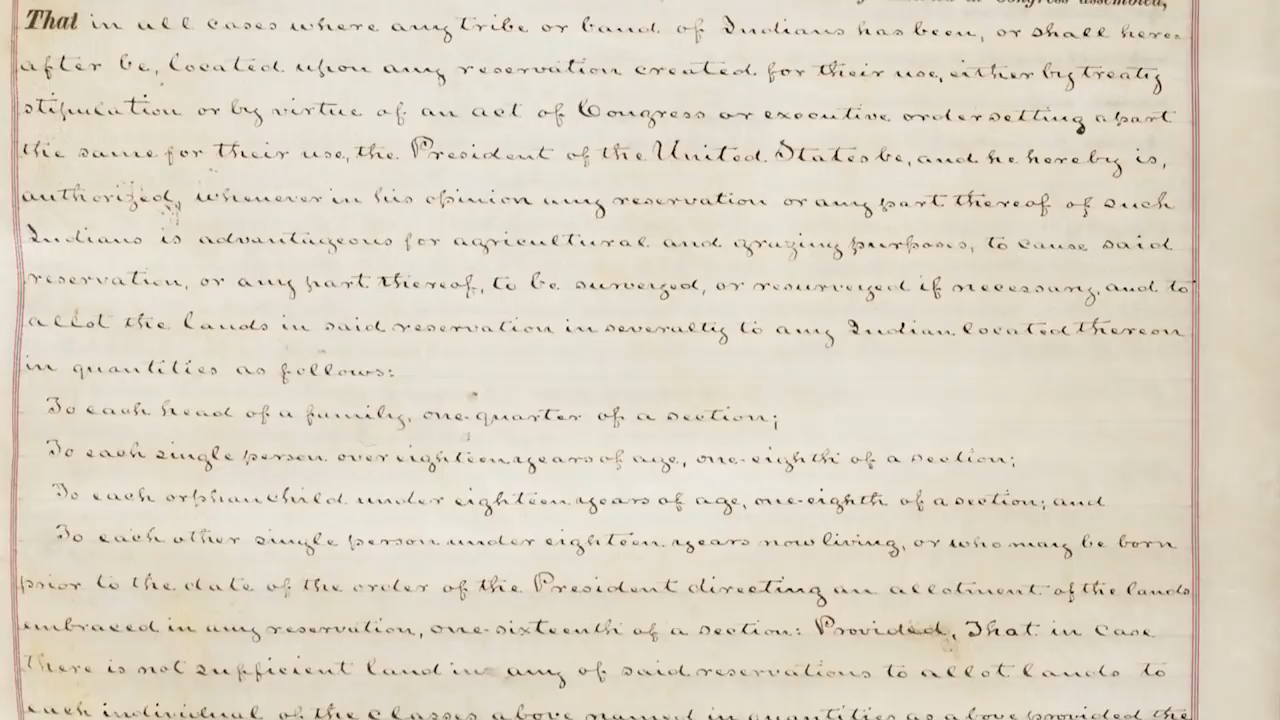 in Congress assembled,
That in all cases where any tribe or band of Indians has been, or shall here-
after be, located upon any reservation created for their use, either by treaty
stipulation or by virtue of an act of Congress or executive order setting apart
the same for their use, the President of the United States be, and he hereby is,
authorized, whenever in his opinion any reservation or any part thereof of such
Indians is advantageous for agricultural and grazing purposes, to cause said
reservation, or any part thereof, to be surveyed, or resurveyed if necessary, and to
allot the lands in said reservation in severalty to any Indian located thereon
in quantities as follows:
To each head of a family, one-quarter of a section;
To each single person over eighteen years of age, one-eighth of a section;
To each orphan child under eighteen years of age, one-eighth of a section; and
To each other single person under eighteen years now living, or who may be born
prior to the date of the order of the President directing an allotment of the lands
embraced in any reservation, one-sixteenth of a section: Provided, That in case
there is not sufficient land in any of said reservations to allot lands to
each individual of the classes above named in quantities as above provided the